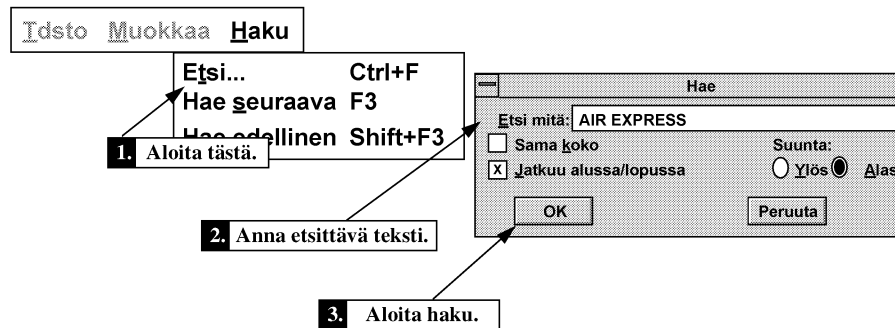 Tdsto Muokkaa Haku
Etsi... Ctrl+F
Hae seuraava F3
Hae edellinen Shift+F3
1. Aloita tästä.
Hae
Etsi mitä: AIR EXPRESS
Sama koko
Suunta:
X Jatkuu alussa/lopussa
Ylös Alas
OK Peruuta
2. Anna etsittävä teksti.
3. Aloita haku.